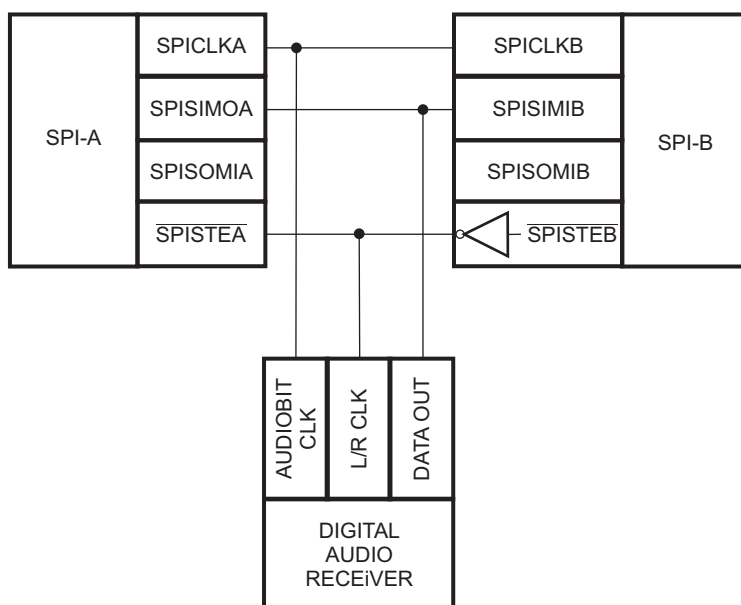 SPI-A
SPICLKA
SPISIMOA
SPISOMIA
SPISTEA
SPICLKB
SPISIMIB
SPISOMIB
SPISTEB
SPI-B
AUDIOBIT
CLK
L/R CLK
DATA OUT
DIGITAL
AUDIO
RECEiVER